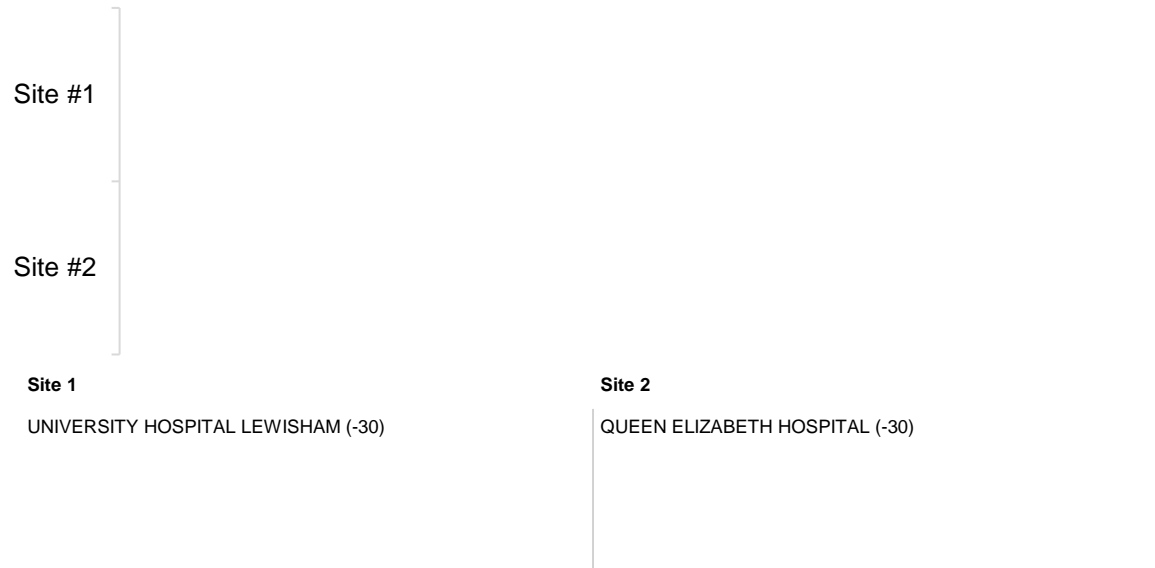 Site #1
Site #2
Site 1
Site 2
UNIVERSITY HOSPITAL LEWISHAM (-30)
QUEEN ELIZABETH HOSPITAL (-30)